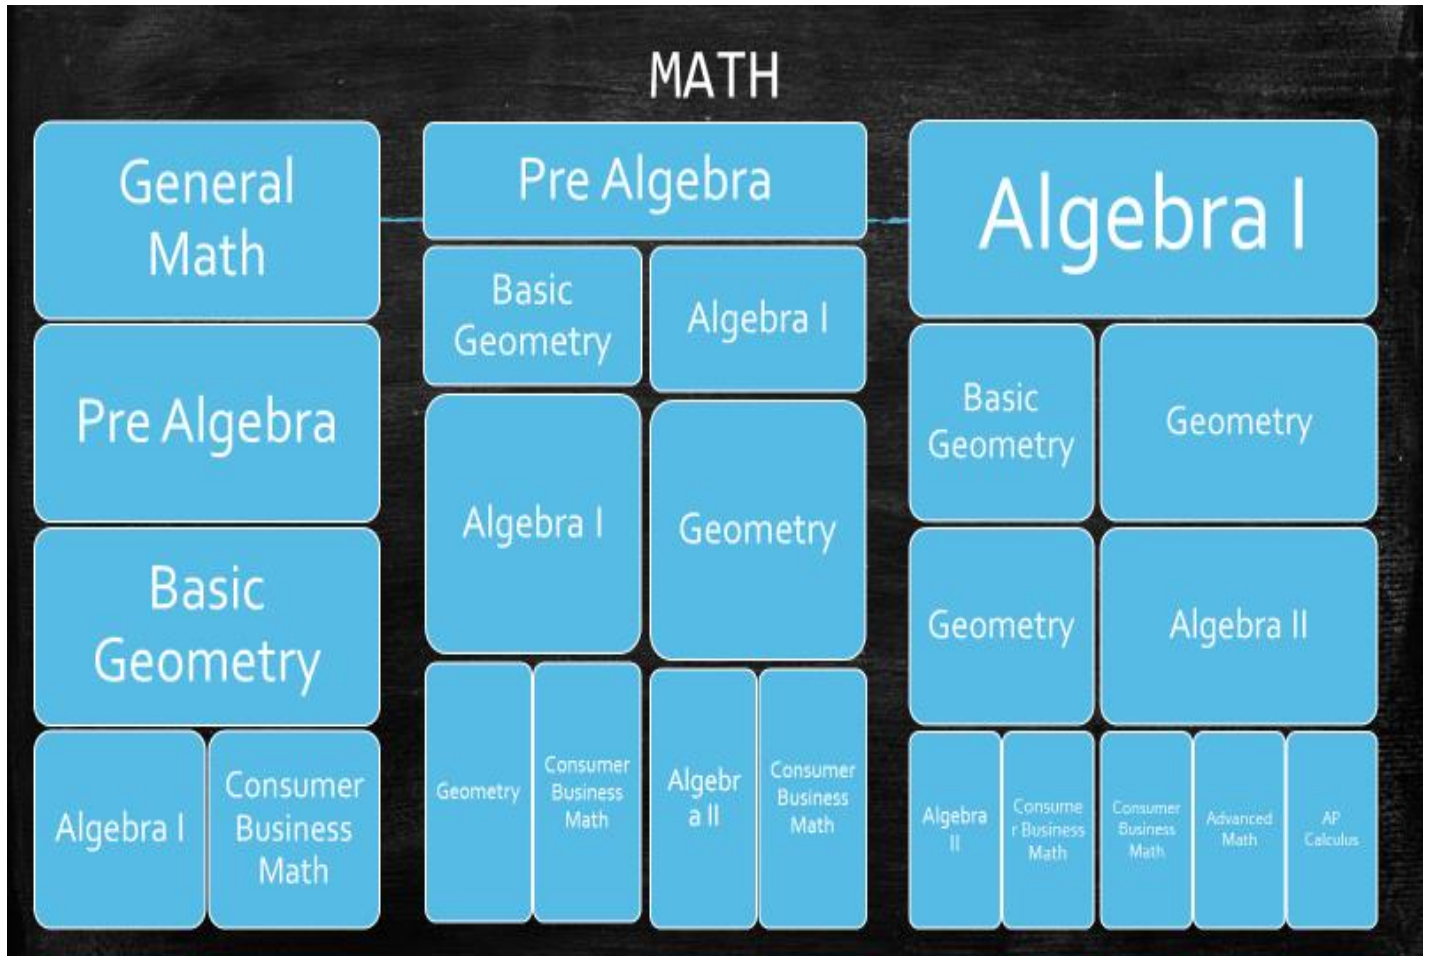 MATH
General
Math
Pre Algebra
Basic
Geometry
Algebra I
Consumer
Business
Math
Pre Algebra
Basic
Geometry
Algebra I
Algebra I
Geometry
Geometry
Consumer
Business
Math
Algebr
a II
Consumer
Business
Math
Algebra I
Basic
Geometry
Geometry
Geometry
Algebra II
Algebra
II
Consume
r Business
Math
Consumer
Business
Math
Advanced
Math
AP
Calculus